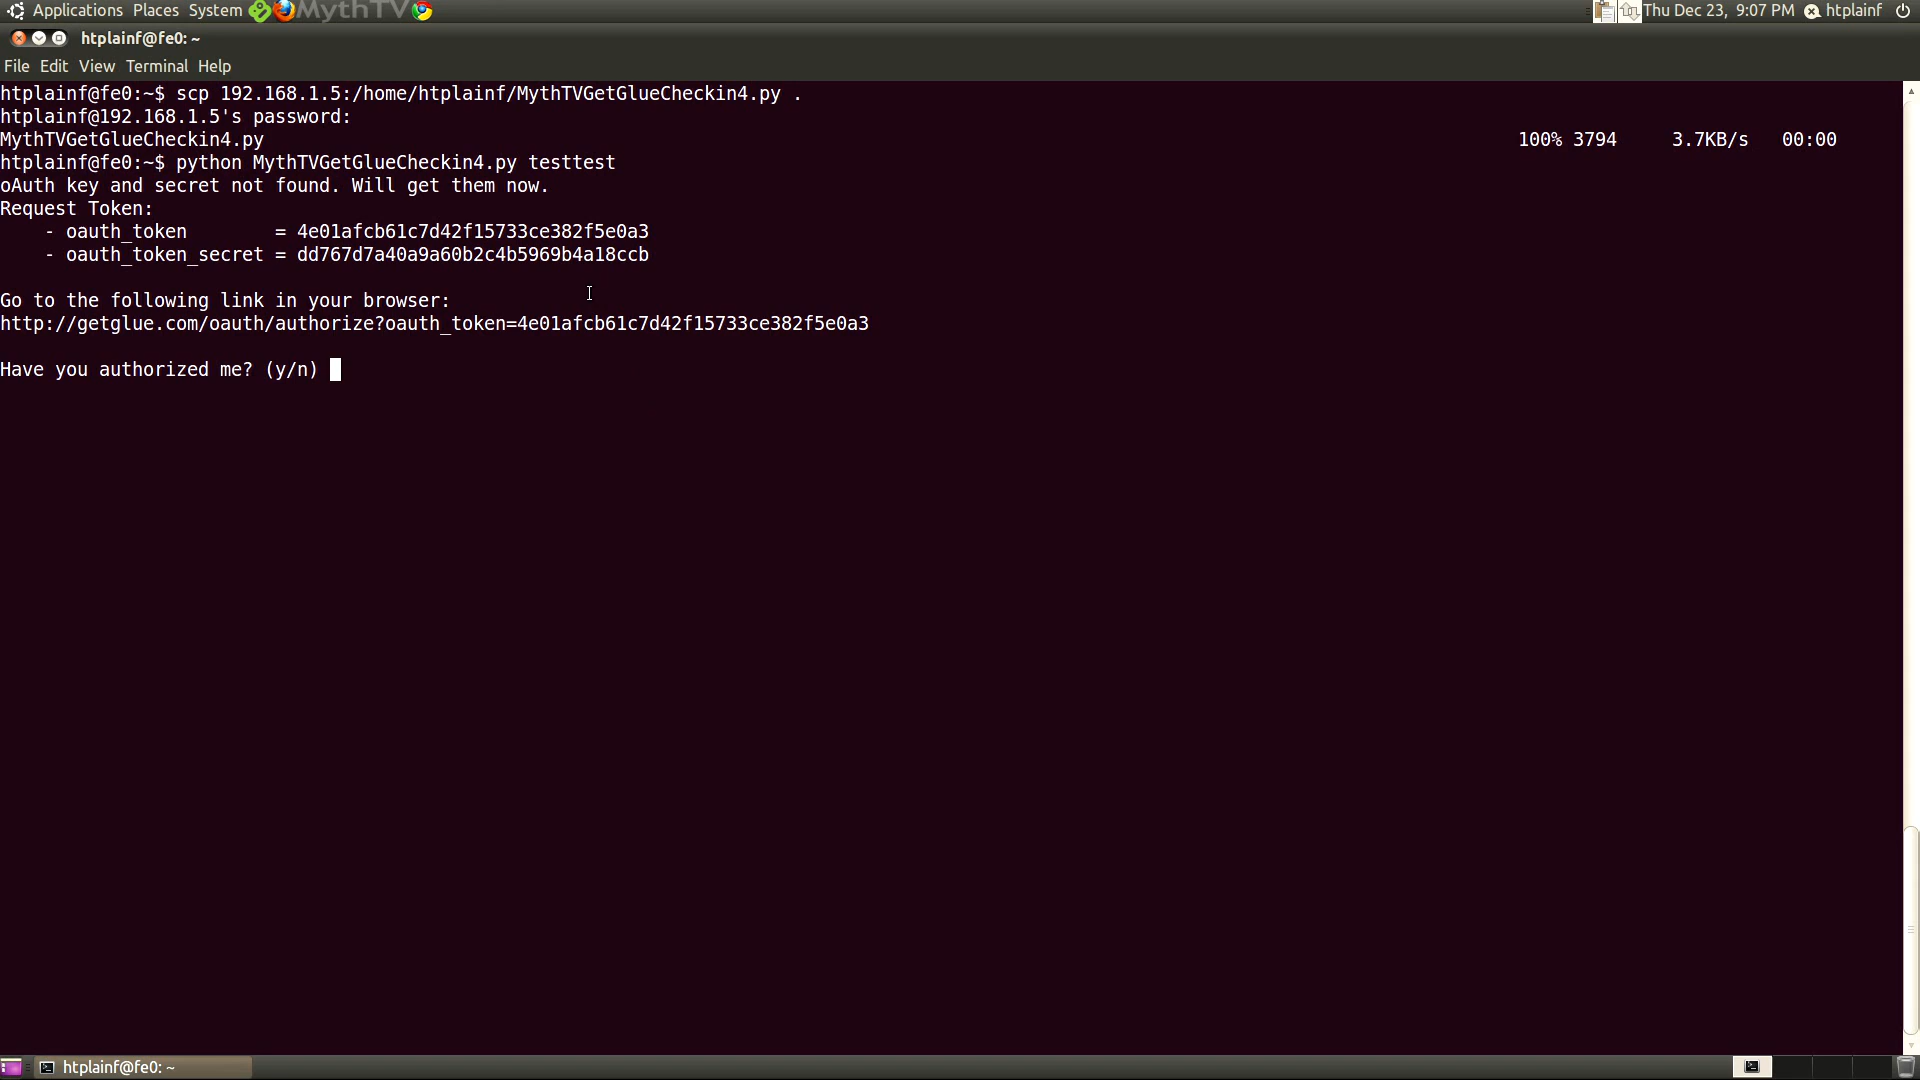 Applications Places System MythTV Thu Dec 23, 9:07 PM htplainf
htplainf@fe0: ~
File Edit View Terminal Help
htplainf@fe0:~$ scp 192.168.1.5:/home/htplainf/MythTVGetGlueCheckin4.py .
htplainf@192.168.1.5's password:
MythTVGetGlueCheckin4.py 100% 3794 3.7KB/s 00:00
htplainf@fe0:~$ python MythTVGetGlueCheckin4.py testtest
oAuth key and secret not found. Will get them now.
Request Token:
    - oauth_token        = 4e01afcb61c7d42f15733ce382f5e0a3
    - oauth_token_secret = dd767d7a40a9a60b2c4b5969b4a18ccb
Go to the following link in your browser:
http://getglue.com/oauth/authorize?oauth_token=4e01afcb61c7d42f15733ce382f5e0a3
Have you authorized me? (y/n)
htplainf@fe0: ~